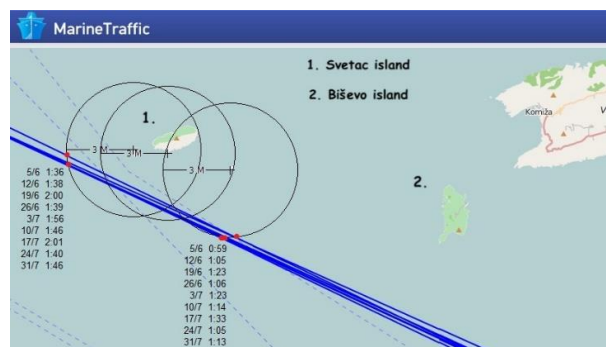 MarineTraffic
1. Svetac island
2. Biševo island
1.
Komiža
3 M
3 M
3 M
2.
5/6 1:36
12/6 1:38
19/6 2:00
26/6 1:39
3/7 1:56
10/7 1:46
17/7 2:01
24/7 1:40
31/7 1:46
5/6 0:59
12/6 1:05
19/6 1:23
26/6 1:06
3/7 1:23
10/7 1:14
17/7 1:33
24/7 1:05
31/7 1:13